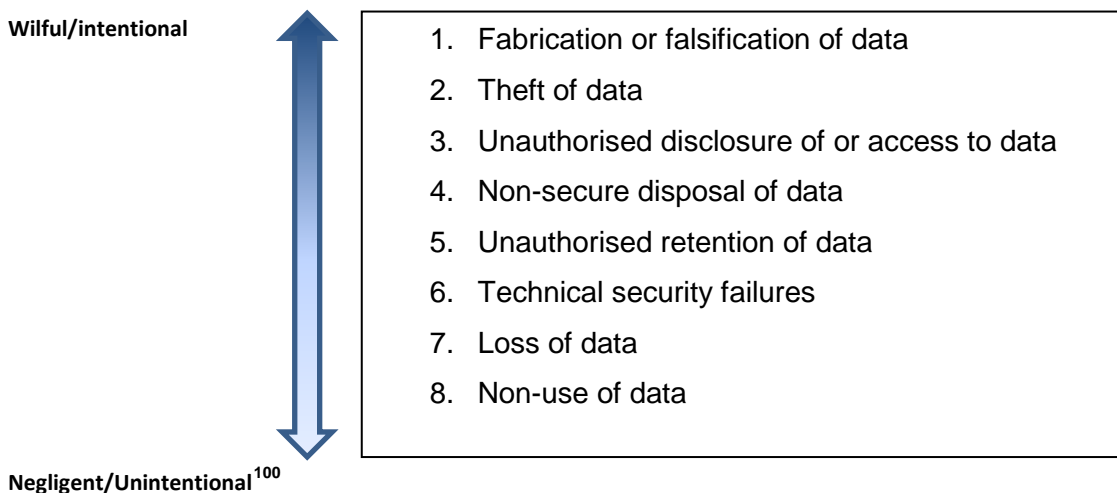 Wilful/intentional
1. Fabrication or falsification of data
2. Theft of data
3. Unauthorised disclosure of or access to data
4. Non-secure disposal of data
5. Unauthorised retention of data
6. Technical security failures
7. Loss of data
8. Non-use of data
Negligent/Unintentional100